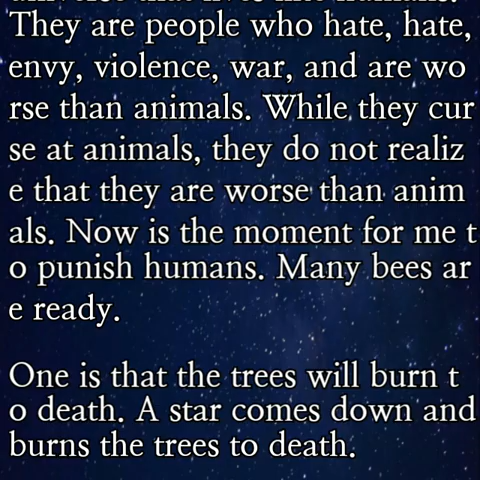 They are people who hate, hate,
envy, violence, war, and are wo
rse than animals. While they cur
se at animals, they do not realiz
e that they are worse than anim
als. Now is the moment for me t
o punish humans. Many bees ar
e ready.
One is that the trees will burn t
o death. A star comes down and
burns the trees to death.